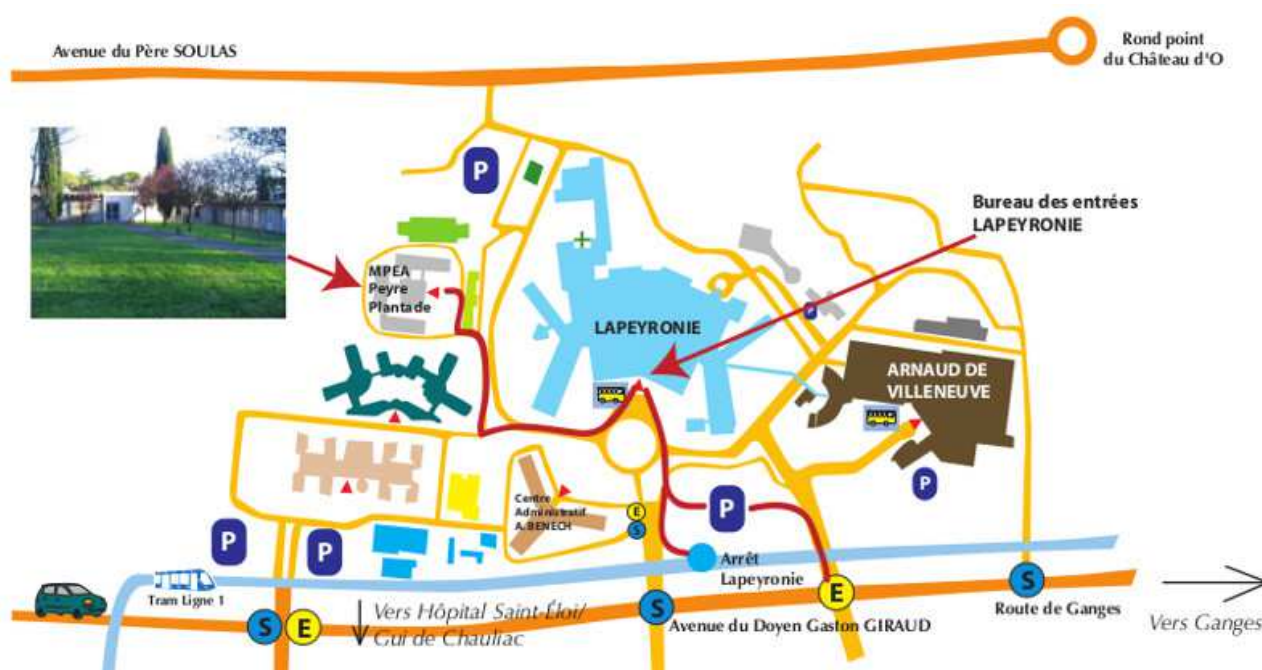 Avenue du Père SOULAS
Rond point
du Château d'O
P
Bureau des entrées
LAPEYRONIE
MPEA
Peyre
Plantade
LAPEYRONIE
P
ARNAUD DE
VILLENEUVE
P
Centre
Administratif
A. BENECH
E
S
P
P
P
Arrêt
Lapeyronie
Tram Ligne 1
S
E
Vers Hôpital Saint-Éloi/
Gui de Chauliac
S
Avenue du Doyen Gaston GIRAUD
E
S
Route de Ganges
Vers Ganges